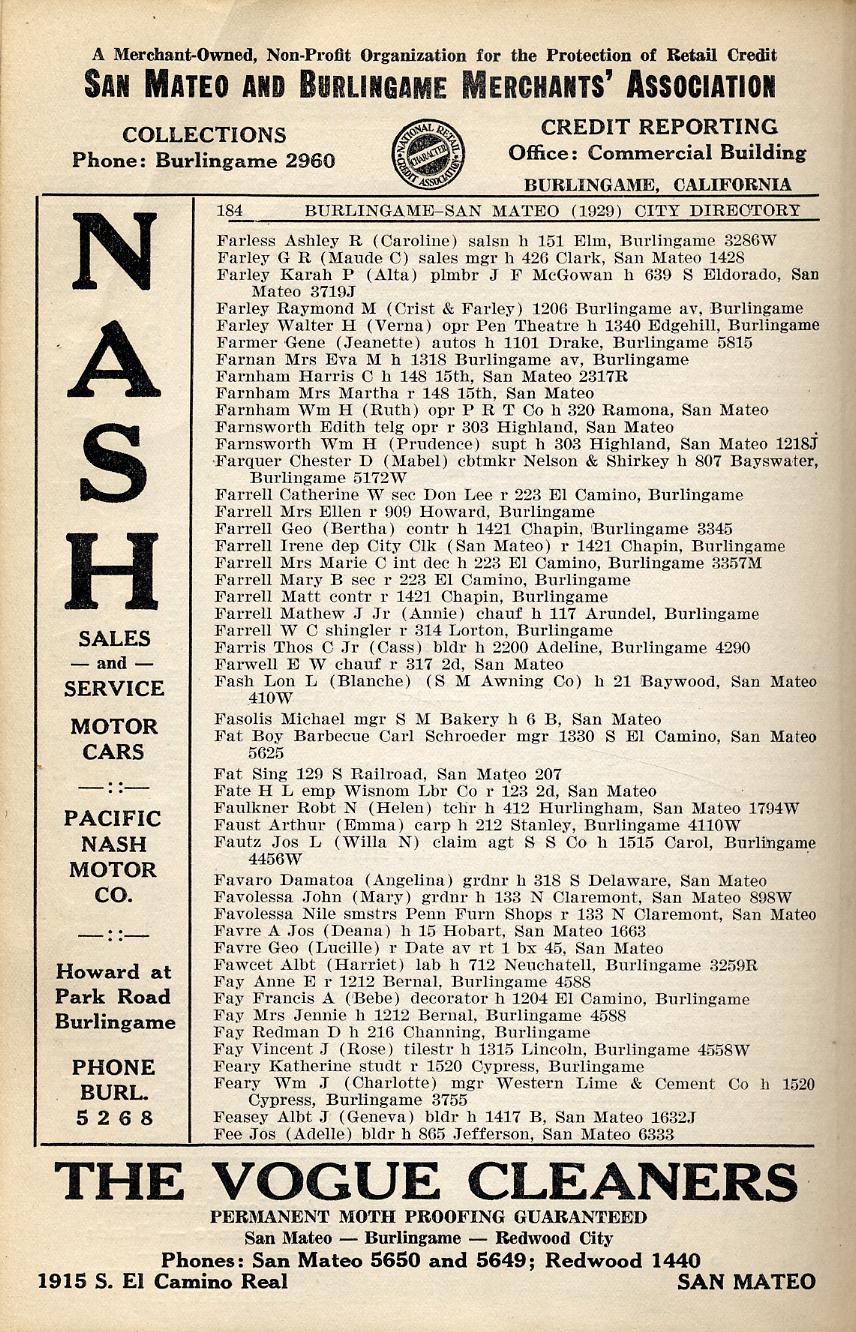 A Merchant-Owned, Non-Profit Organization for the Protection of Retail Credit
SAN MATEO AND BURLINGAME MERCHANTS' ASSOCIATION
COLLECTIONS
Phone: Burlingame 2960
NATIONAL RETAIL
CHARACTER
CREDIT ASSOCIATION
CREDIT REPORTING
Office: Commercial Building
BURLINGAME, CALIFORNIA
NASH
SALES
— and —
SERVICE
MOTOR
CARS
—::—
PACIFIC
NASH
MOTOR
CO.
—::—
Howard at
Park Road
Burlingame
PHONE
BURL.
5 2 6 8
184 BURLINGAME–SAN MATEO (1929) CITY DIRECTORY
Farless Ashley R (Caroline) salsn h 151 Elm, Burlingame 3286W
Farley G R (Maude C) sales mgr h 426 Clark, San Mateo 1428
Farley Karah P (Alta) plmbr J F McGowan h 639 S Eldorado, San
Mateo 3719J
Farley Raymond M (Crist & Farley) 1206 Burlingame av, Burlingame
Farley Walter H (Verna) opr Pen Theatre h 1340 Edgehill, Burlingame
Farmer Gene (Jeanette) autos h 1101 Drake, Burlingame 5815
Farnan Mrs Eva M h 1318 Burlingame av, Burlingame
Farnham Harris C h 148 15th, San Mateo 2317R
Farnham Mrs Martha r 148 15th, San Mateo
Farnham Wm H (Ruth) opr P R T Co h 320 Ramona, San Mateo
Farnsworth Edith telg opr r 303 Highland, San Mateo
Farnsworth Wm H (Prudence) supt h 303 Highland, San Mateo 1218J
Farquer Chester D (Mabel) cbtmkr Nelson & Shirkey h 807 Bayswater,
Burlingame 5172W
Farrell Catherine W sec Don Lee r 223 El Camino, Burlingame
Farrell Mrs Ellen r 909 Howard, Burlingame
Farrell Geo (Bertha) contr h 1421 Chapin, Burlingame 3345
Farrell Irene dep City Clk (San Mateo) r 1421 Chapin, Burlingame
Farrell Mrs Marie C int dec h 223 El Camino, Burlingame 3357M
Farrell Mary B sec r 223 El Camino, Burlingame
Farrell Matt contr r 1421 Chapin, Burlingame
Farrell Mathew J Jr (Annie) chauf h 117 Arundel, Burlingame
Farrell W C shingler r 314 Lorton, Burlingame
Farris Thos C Jr (Cass) bldr h 2200 Adeline, Burlingame 4290
Farwell E W chauf r 317 2d, San Mateo
Fash Lon L (Blanche) (S M Awning Co) h 21 Baywood, San Mateo
410W
Fasolis Michael mgr S M Bakery h 6 B, San Mateo
Fat Boy Barbecue Carl Schroeder mgr 1330 S El Camino, San Mateo
5625
Fat Sing 129 S Railroad, San Mateo 207
Fate H L emp Wisnom Lbr Co r 123 2d, San Mateo
Faulkner Robt N (Helen) tchr h 412 Hurlingham, San Mateo 1794W
Faust Arthur (Emma) carp h 212 Stanley, Burlingame 4110W
Fautz Jos L (Willa N) claim agt S S Co h 1515 Carol, Burlingame
4456W
Favaro Damatoa (Angelina) grdnr h 318 S Delaware, San Mateo
Favolessa John (Mary) grdnr h 133 N Claremont, San Mateo 898W
Favolessa Nile smstrs Penn Furn Shops r 133 N Claremont, San Mateo
Favre A Jos (Deana) h 15 Hobart, San Mateo 1663
Favre Geo (Lucille) r Date av rt 1 bx 45, San Mateo
Fawcet Albt (Harriet) lab h 712 Neuchatell, Burlingame 3259R
Fay Anne E r 1212 Bernal, Burlingame 4588
Fay Francis A (Bebe) decorator h 1204 El Camino, Burlingame
Fay Mrs Jennie h 1212 Bernal, Burlingame 4588
Fay Redman D h 216 Channing, Burlingame
Fay Vincent J (Rose) tilestr h 1315 Lincoln, Burlingame 4558W
Feary Katherine studt r 1520 Cypress, Burlingame
Feary Wm J (Charlotte) mgr Western Lime & Cement Co h 1520
Cypress, Burlingame 3755
Feasey Albt J (Geneva) bldr h 1417 B, San Mateo 1632J
Fee Jos (Adelle) bldr h 865 Jefferson, San Mateo 6333
THE VOGUE CLEANERS
PERMANENT MOTH PROOFING GUARANTEED
San Mateo — Burlingame — Redwood City
Phones: San Mateo 5650 and 5649; Redwood 1440
1915 S. El Camino Real SAN MATEO